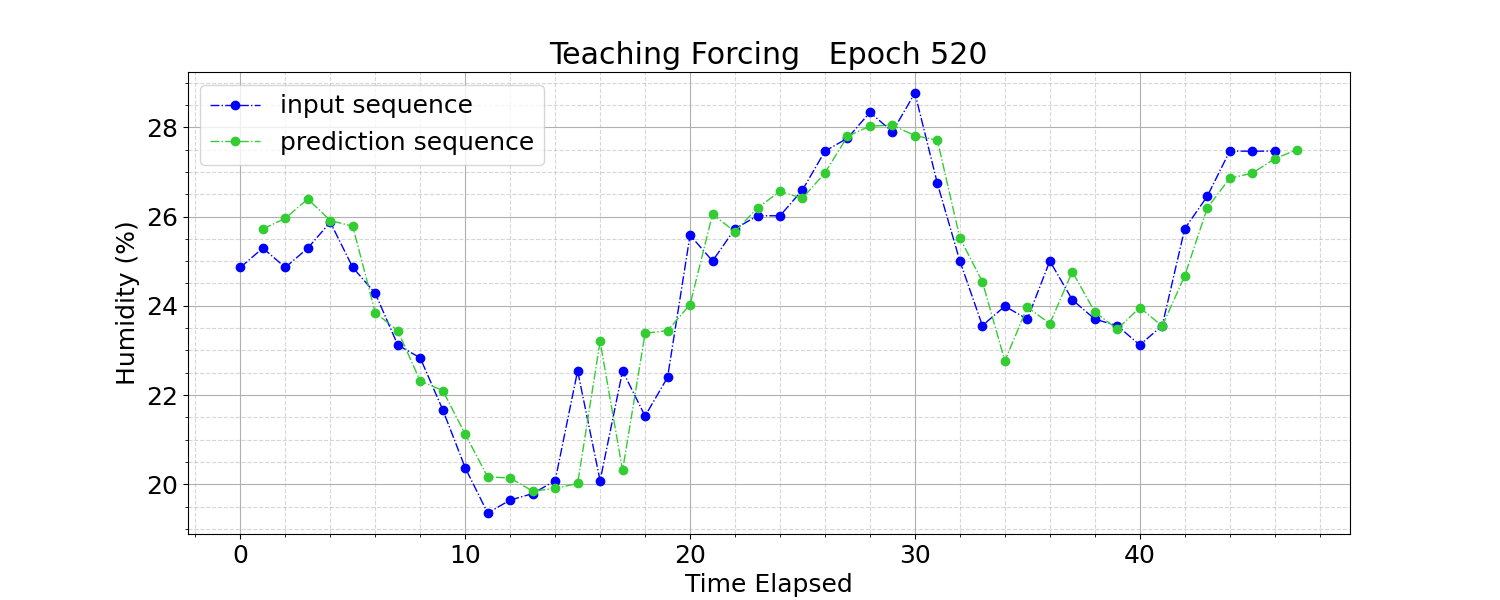 Teaching Forcing   Epoch 520
input sequence
prediction sequence
Humidity (%)
28
26
24
22
20
0 10 20 30 40
Time Elapsed